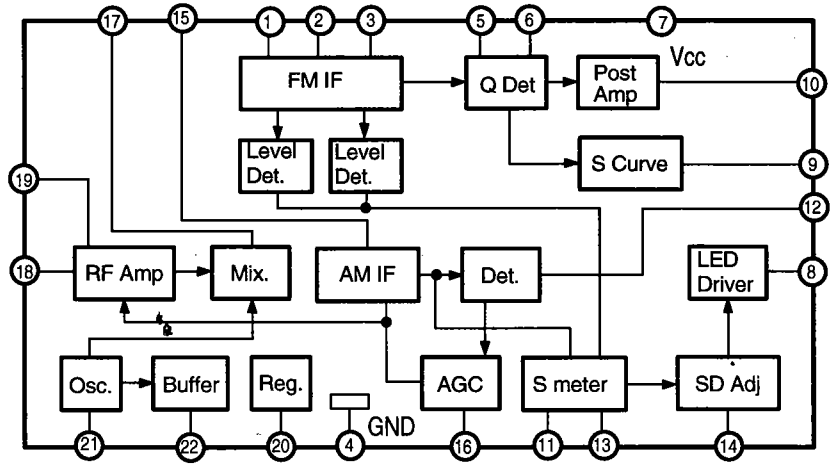 17
15
1
2
3
5
6
7
FM IF
Q Det
Post
Amp
Vcc
10
Level
Det.
Level
Det.
S Curve
9
19
12
18
RF Amp
Mix.
AM IF
Det.
LED
Driver
8
Osc.
Buffer
Reg.
AGC
S meter
SD Adj
GND
21
22
20
4
16
11
13
14